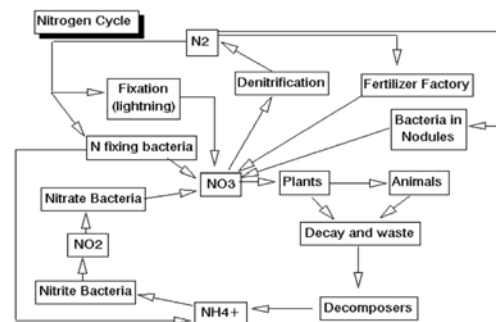 Nitrogen Cycle
N2
Fixation
(lightning)
Denitrification
Fertilizer Factory
Bacteria in
Nodules
N fixing bacteria
NO3
Plants
Animals
Nitrate Bacteria
NO2
Decay and waste
Nitrite Bacteria
NH4+
Decomposers